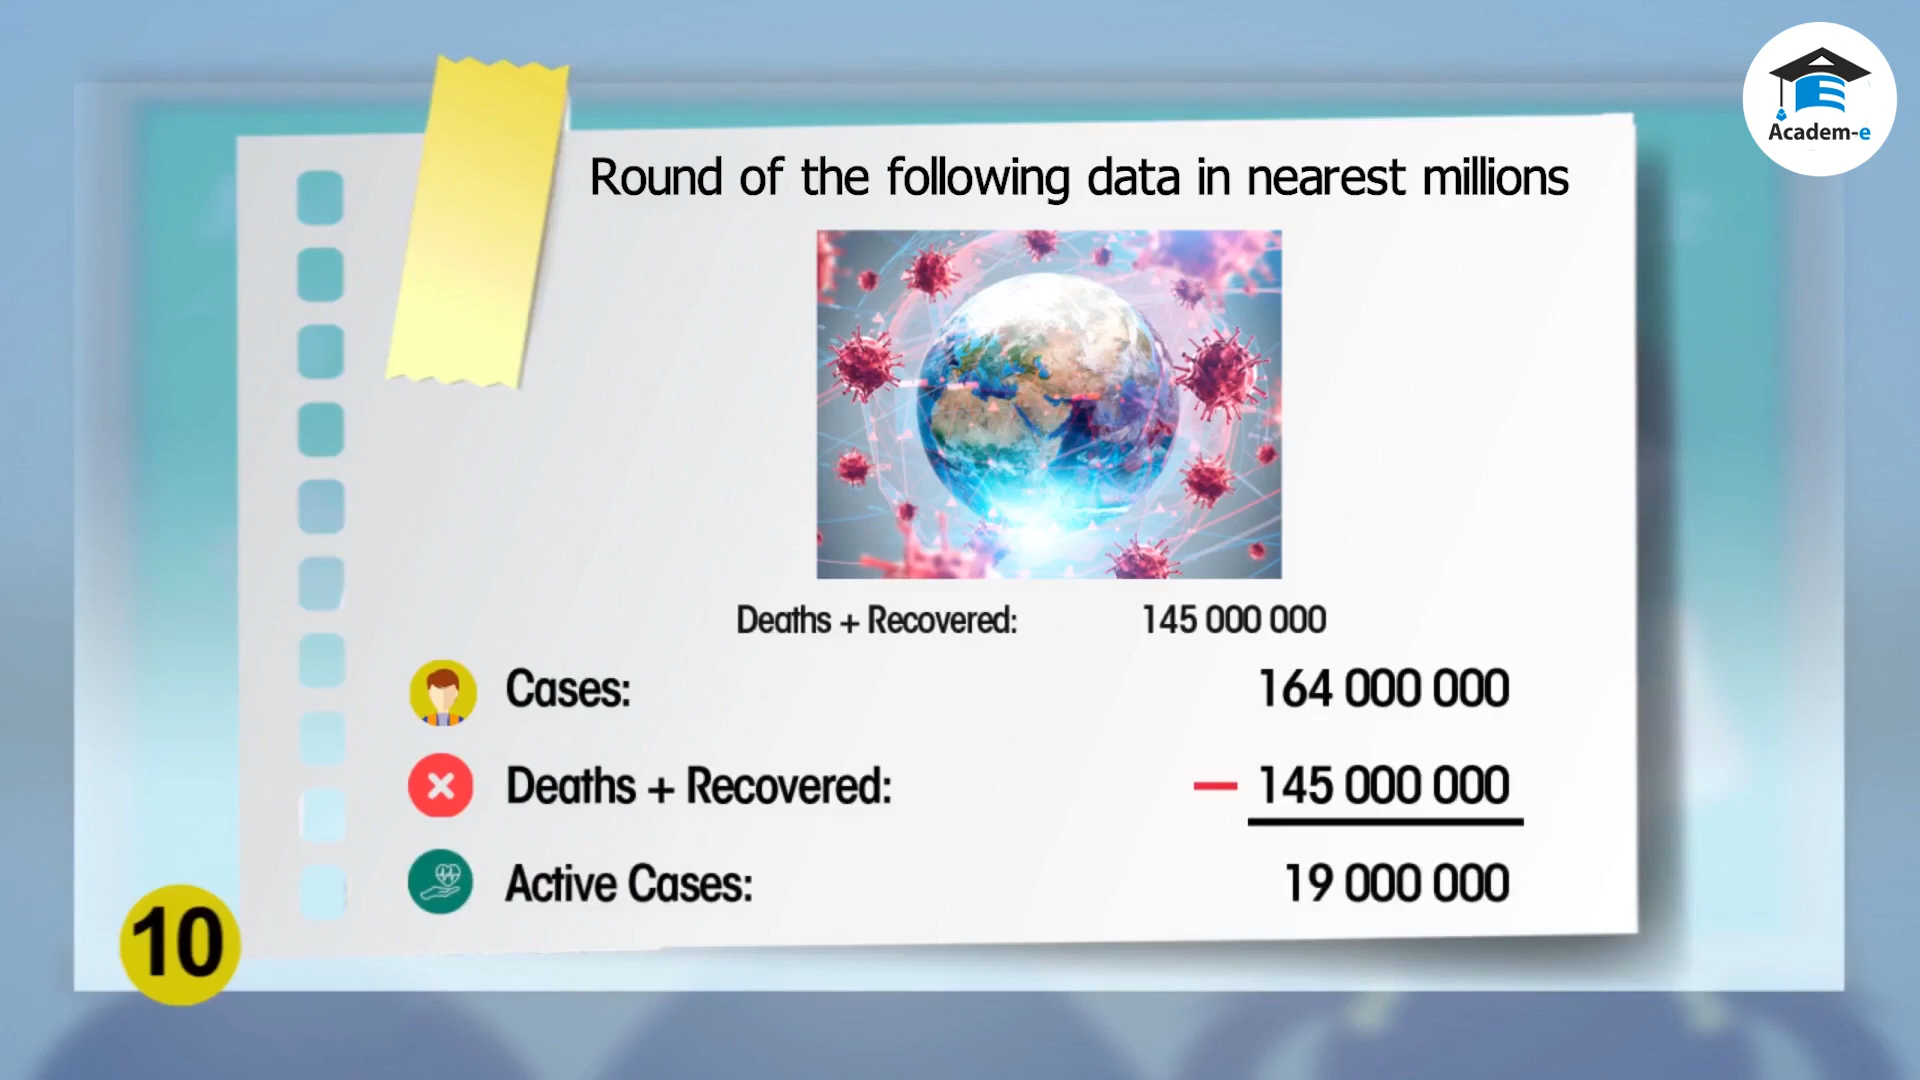 Academ-e
Round of the following data in nearest millions
Deaths + Recovered: 145 000 000
Cases: 164 000 000
Deaths + Recovered: — 145 000 000
Active Cases: 19 000 000
10